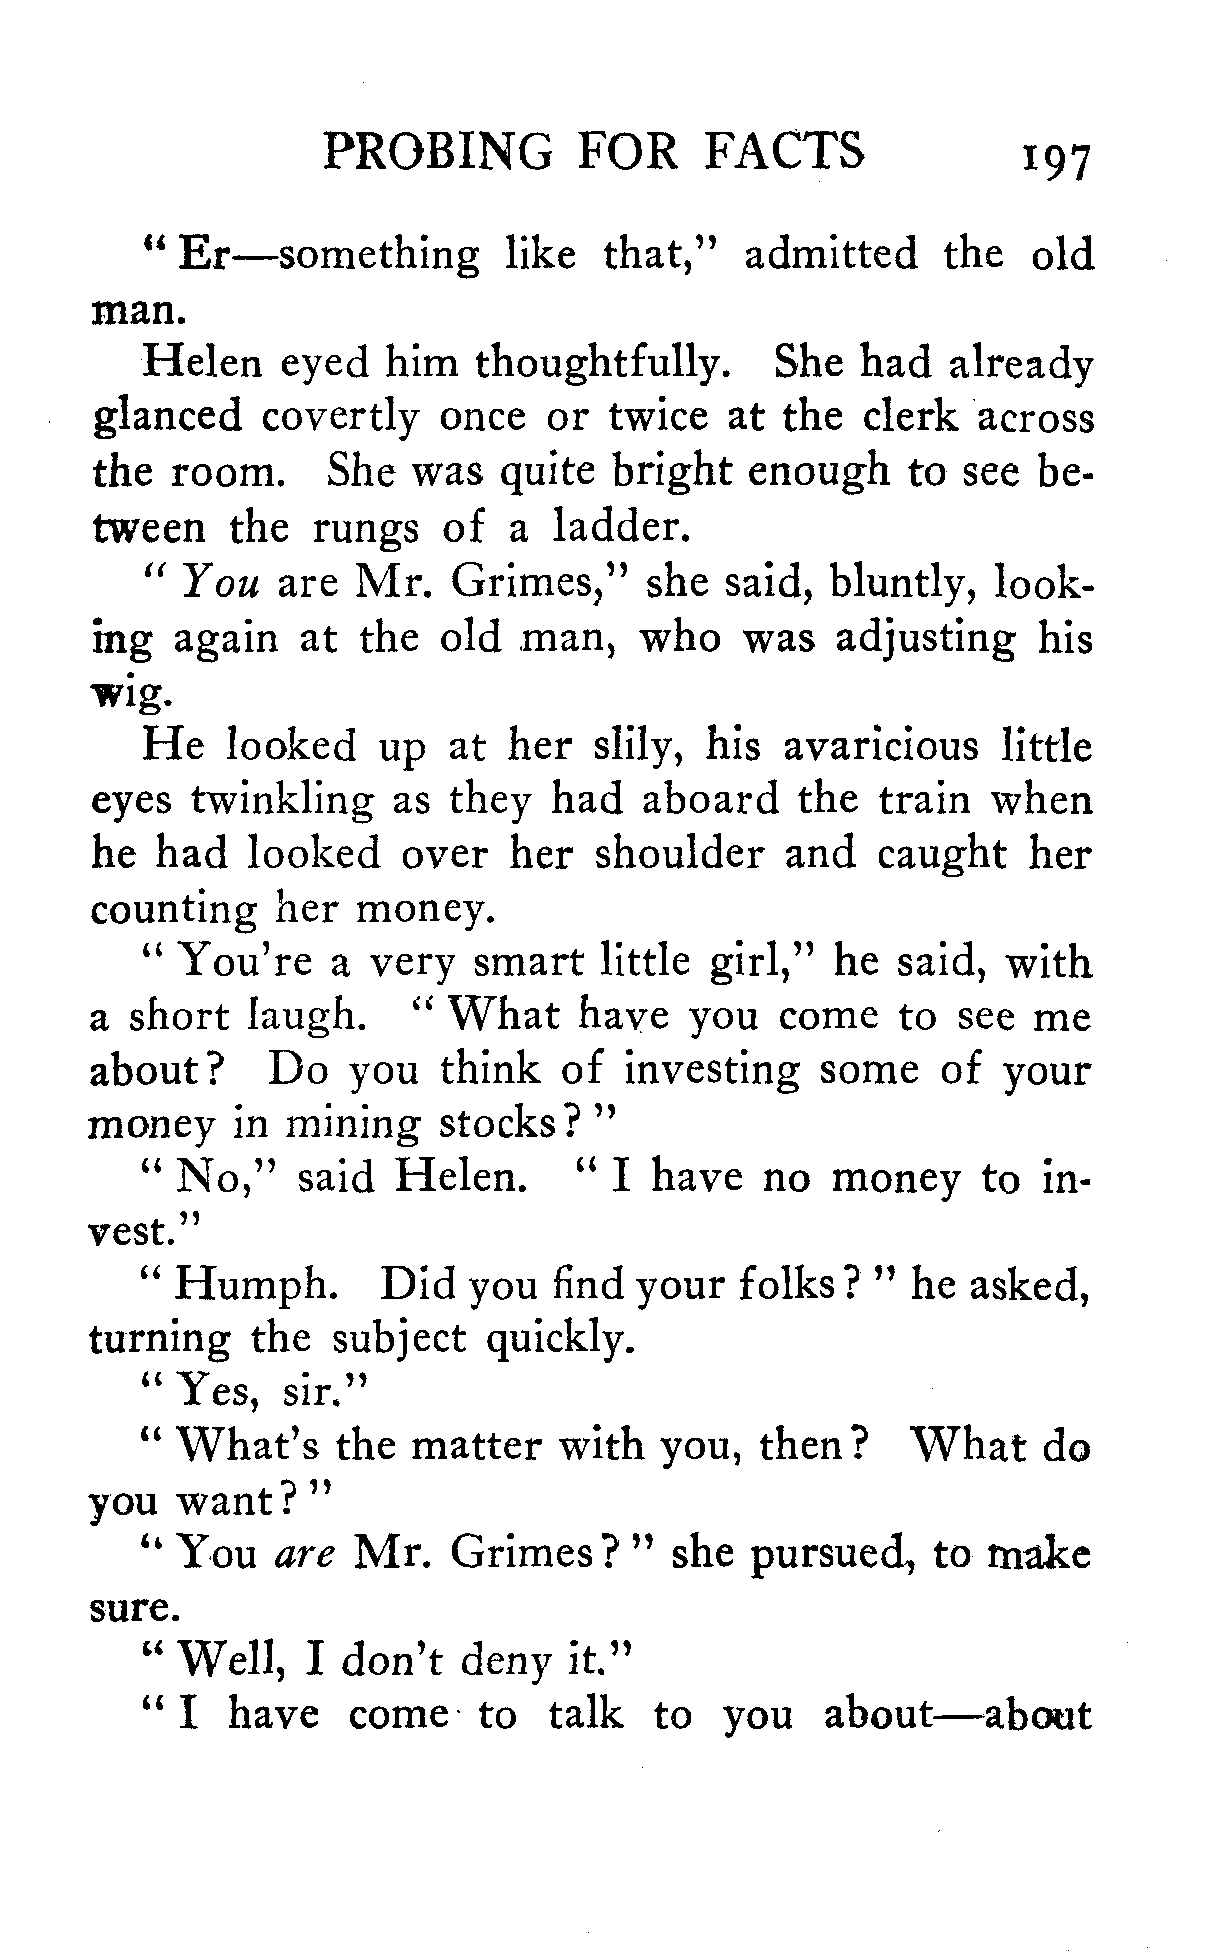 PROBING FOR FACTS 197
" Er—something like that," admitted the old
man.
Helen eyed him thoughtfully. She had already
glanced covertly once or twice at the clerk across
the room. She was quite bright enough to see be-
tween the rungs of a ladder.
" You are Mr. Grimes," she said, bluntly, look-
ing again at the old man, who was adjusting his
wig.
He looked up at her slily, his avaricious little
eyes twinkling as they had aboard the train when
he had looked over her shoulder and caught her
counting her money.
" You're a very smart little girl," he said, with
a short laugh. " What have you come to see me
about? Do you think of investing some of your
money in mining stocks? "
" No," said Helen. " I have no money to in-
vest."
" Humph. Did you find your folks? " he asked,
turning the subject quickly.
" Yes, sir."
" What's the matter with you, then? What do
you want? "
" You are Mr. Grimes? " she pursued, to make
sure.
" Well, I don't deny it."
" I have come to talk to you about—about